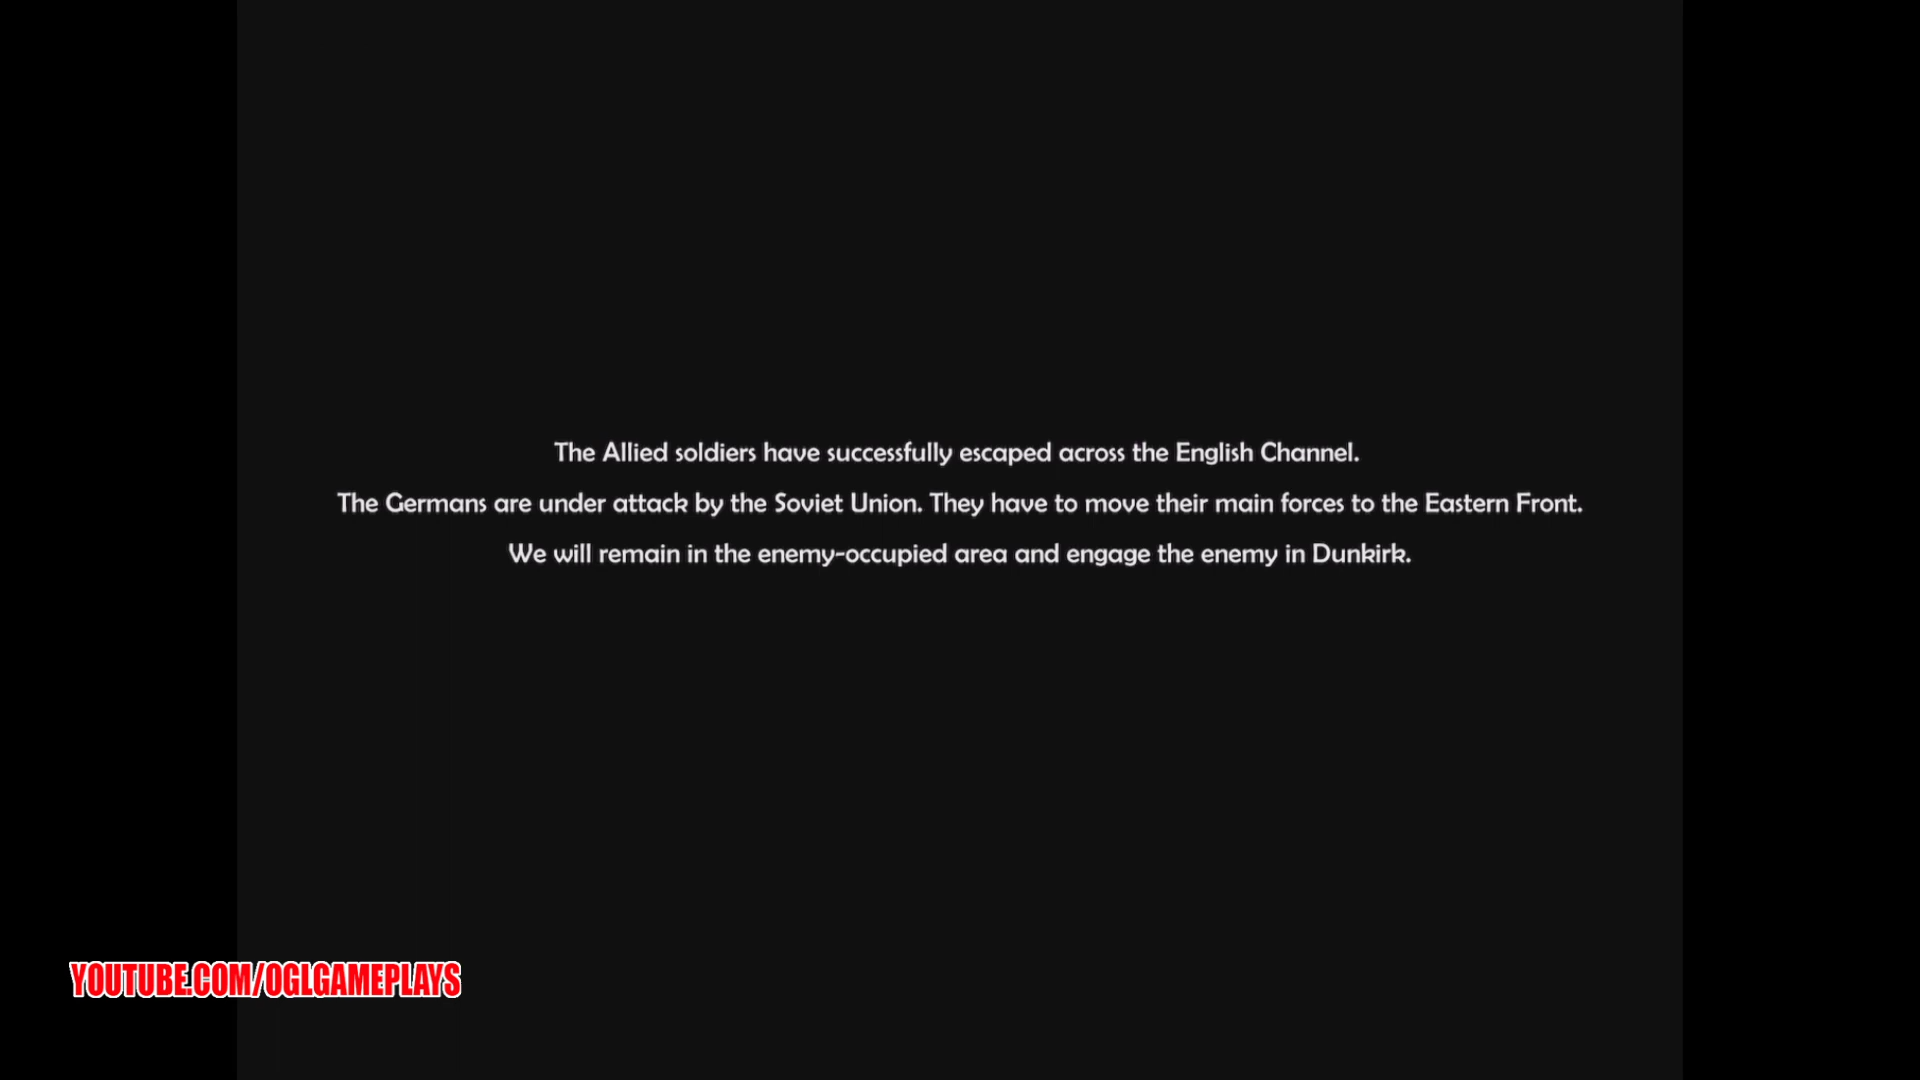 The Allied soldiers have successfully escaped across the English Channel.
The Germans are under attack by the Soviet Union. They have to move their main forces to the Eastern Front.
We will remain in the enemy-occupied area and engage the enemy in Dunkirk.
YOUTUBE.COM/OGLGAMEPLAYS